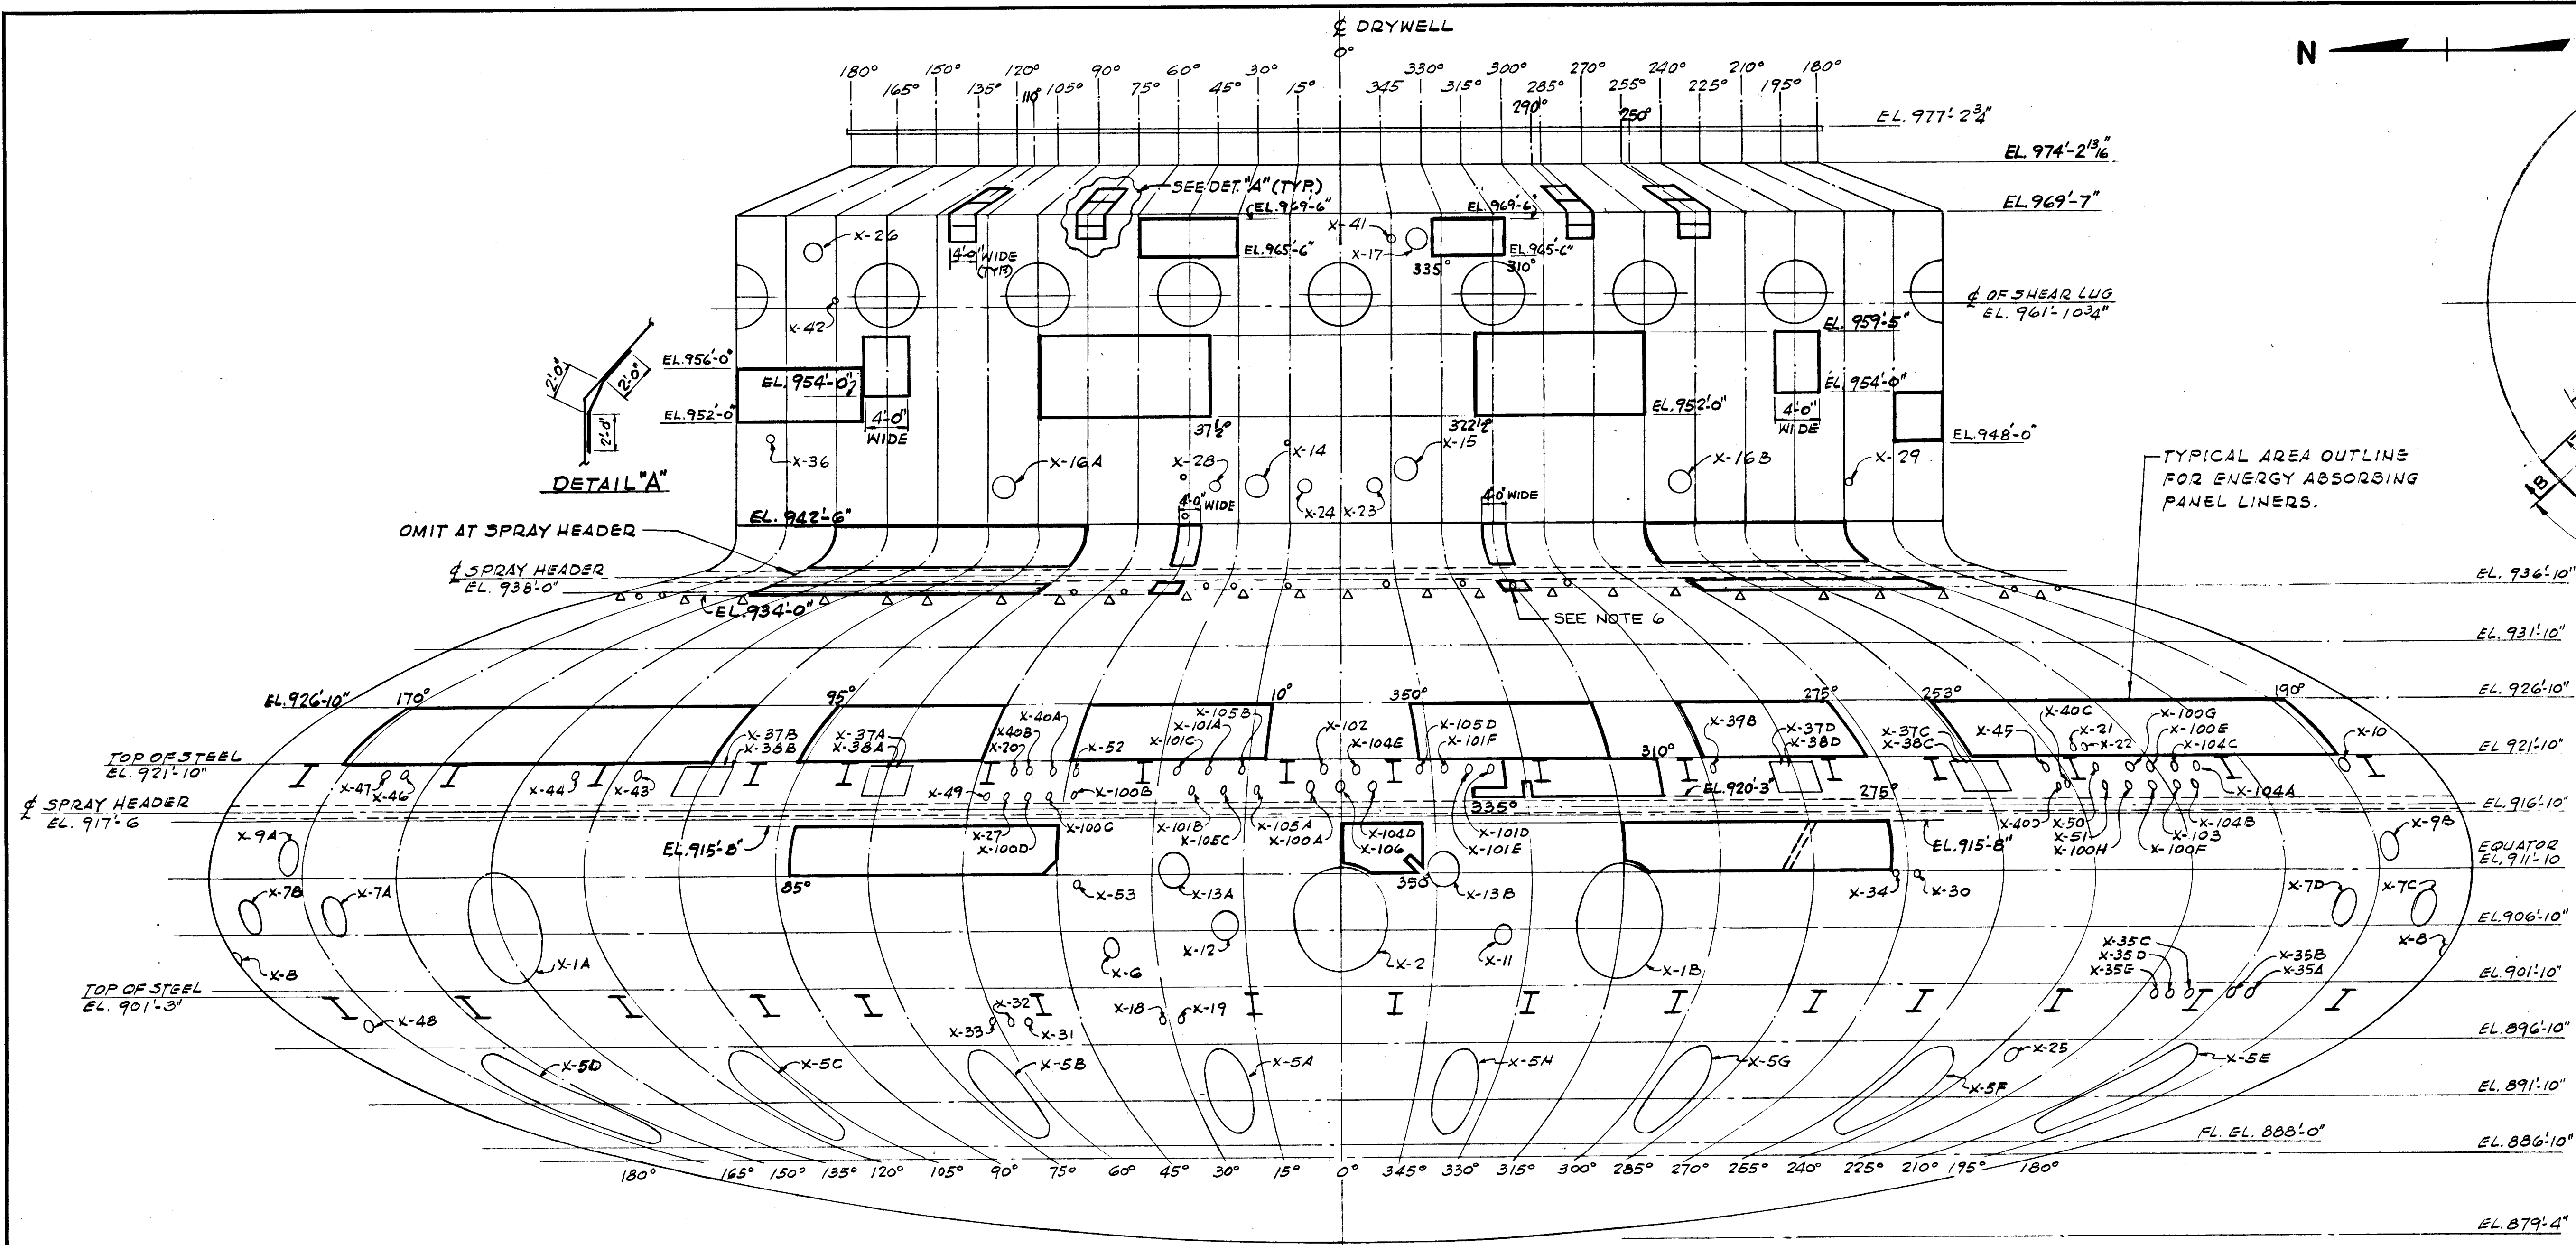 ℄ DRYWELL
0°
N
180° 150° 120° 90° 60° 30° 330° 300° 270° 240° 210° 180°
165° 135° 110° 105° 75° 45° 15° 345 315° 285° 255° 225° 195°
290° 250°
EL. 977'-2¾"
EL. 974'-2 13/16"
SEE DET. "A" (TYP.)
EL. 969'-6"
EL. 969'-6"
EL. 969'-7"
X-26
X-41
X-17
EL. 965'-6"
EL. 965'-6"
4'-0" WIDE
(TYP)
335° 310°
X-42
℄ OF SHEAR LUG
EL. 961'-10¾"
EL. 959'-5"
EL. 956'-0"
EL. 954'-0"
EL. 954'-0"
EL. 952'-0"
EL. 952'-0"
2'-0"
2'-0"
2'-0"
4'-0"
WIDE
4'-0"
WIDE
37½°
322½°
EL. 948'-0"
DETAIL "A"
X-36
X-16A
X-28
X-14
X-15
X-16B
X-29
TYPICAL AREA OUTLINE
FOR ENERGY ABSORBING
PANEL LINERS.
B
4'-0" WIDE
4'-0" WIDE
X-24 X-23
EL. 942'-6"
OMIT AT SPRAY HEADER
℄ SPRAY HEADER
EL. 938'-0"
EL. 936'-10"
EL. 934'-0"
SEE NOTE 6
EL. 931'-10"
EL. 926'-10"
170° 95° 10° 350° 275° 253° 190°
EL. 926'-10"
X-37B
X-38B
X-37A
X-38A
X-40A
X40B
X-20
X-52
X-105B
X-101A
X-101C
X-102
X-104E
X-105D
X-101F
310°
X-39B
X-37D
X-38D
X-37C
X-38C
X-45
X-40C
X-21
X-22
X-100G
X-100E
X-104C
X-10
TOP OF STEEL
EL. 921'-10"
EL. 921'-10"
X-47
X-46
X-44
X-43
X-49
X-100B
335°
EL. 920'-3"
275°
X-104A
℄ SPRAY HEADER
EL. 917'-6
EL. 916'-10"
X-27
X-100D
X-100C
X-101B
X-105C
X-105A
X-100A
X-104D
X-106
X-101D
X-101E
X-40D
X-50
X-51
X-100H
X-104B
X-103
X-100F
X-9A
X-9B
EL. 915'-8"
EL. 915'-8"
EQUATOR
EL. 911'-10
85°
350°
X-53
X-13A
X-13B
X-34
X-30
X-7B
X-7A
X-7D
X-7C
EL. 906'-10"
X-8
X-1A
X-6
X-12
X-2
X-11
X-1B
X-8
X-35C
X-35D
X-35E
X-35B
X-35A
EL. 901'-10"
TOP OF STEEL
EL. 901'-3"
X-48
X-33
X-32
X-31
X-18
X-19
EL. 896'-10"
X-5D
X-5C
X-5B
X-5A
X-5H
X-5G
X-5F
X-25
X-5E
EL. 891'-10"
FL. EL. 888'-0"
EL. 886'-10"
180° 165° 150° 135° 120° 105° 90° 75° 60° 45° 30° 15° 0° 345° 330° 315° 300° 285° 270° 255° 240° 225° 210° 195° 180°
EL. 879'-4"